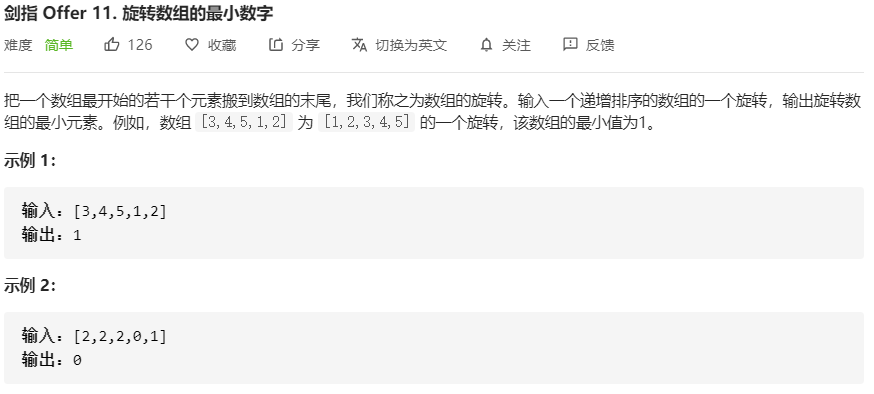 剑指 Offer 11. 旋转数组的最小数字
难度 简单 126 收藏 分享 切换为英文 关注 反馈
把一个数组最开始的若干个元素搬到数组的末尾，我们称之为数组的旋转。输入一个递增排序的数组的一个旋转，输出旋转数
组的最小元素。例如，数组 [3,4,5,1,2] 为 [1,2,3,4,5] 的一个旋转，该数组的最小值为1。
示例 1：
输入：[3,4,5,1,2]
输出：1
示例 2：
输入：[2,2,2,0,1]
输出：0